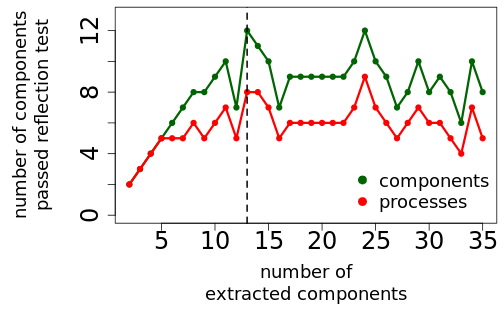 number of components
passed reflection test
12
8
4
0
components
processes
5 10 15 20 25 30 35
number of
extracted components